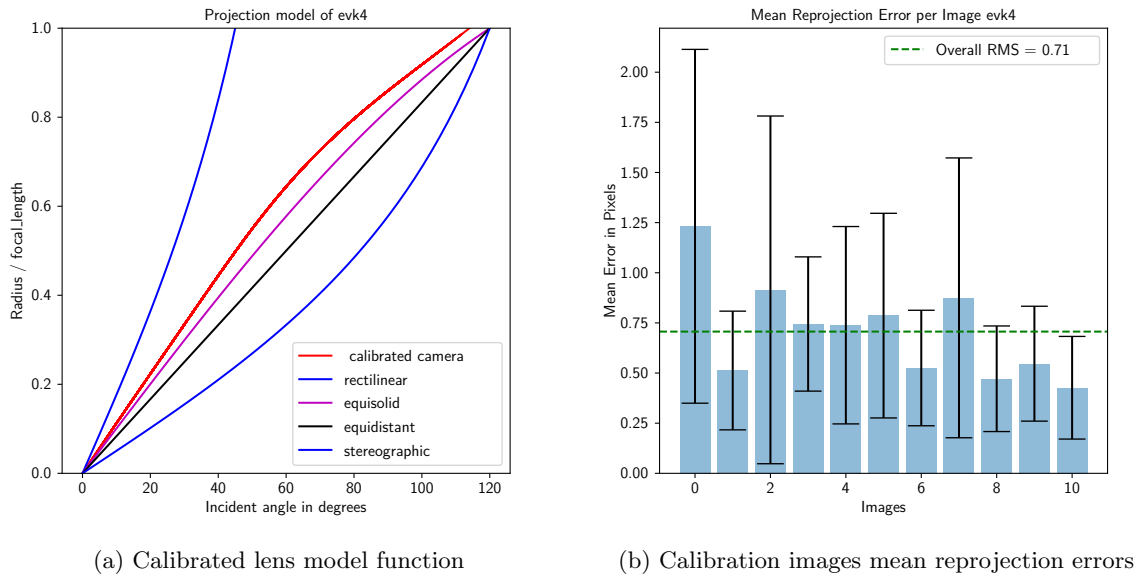 Projection model of evk4
1.0
0.8
0.6
0.4
0.2
0.0
Radius / focal.length
calibrated camera
rectilinear
equisolid
equidistant
stereographic
0 20 40 60 80 100 120
Incident angle in degrees
(a) Calibrated lens model function
Mean Reprojection Error per Image evk4
Overall RMS = 0.71
2.00
1.75
1.50
1.25
1.00
0.75
0.50
0.25
0.00
Mean Error in Pixels
0 2 4 6 8 10
Images
(b) Calibration images mean reprojection errors